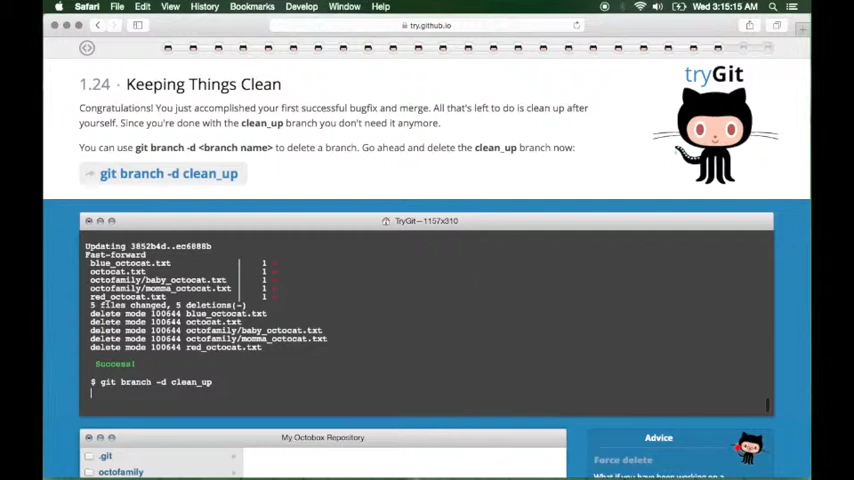 Safari File Edit View History Bookmarks Develop Window Help Wed 3:15:15 AM
try.github.io
1.24 · Keeping Things Clean
tryGit
Congratulations! You just accomplished your first successful bugfix and merge. All that's left to do is clean up after
yourself. Since you're done with the clean_up branch you don't need it anymore.
You can use git branch -d <branch name> to delete a branch. Go ahead and delete the clean_up branch now:
git branch -d clean_up
TryGit—1157x310
Updating 3852b4d..ec6888b
Fast-forward
blue_octocat.txt | 1 -
octocat.txt | 1 -
octofamily/baby_octocat.txt | 1 -
octofamily/momma_octocat.txt | 1 -
red_octocat.txt | 1 -
5 files changed, 5 deletions(-)
delete mode 100644 blue_octocat.txt
delete mode 100644 octocat.txt
delete mode 100644 octofamily/baby_octocat.txt
delete mode 100644 octofamily/momma_octocat.txt
delete mode 100644 red_octocat.txt
Success!
$ git branch -d clean_up
My Octobox Repository
Advice
.git
Force delete
octofamily
What if you have been working on a